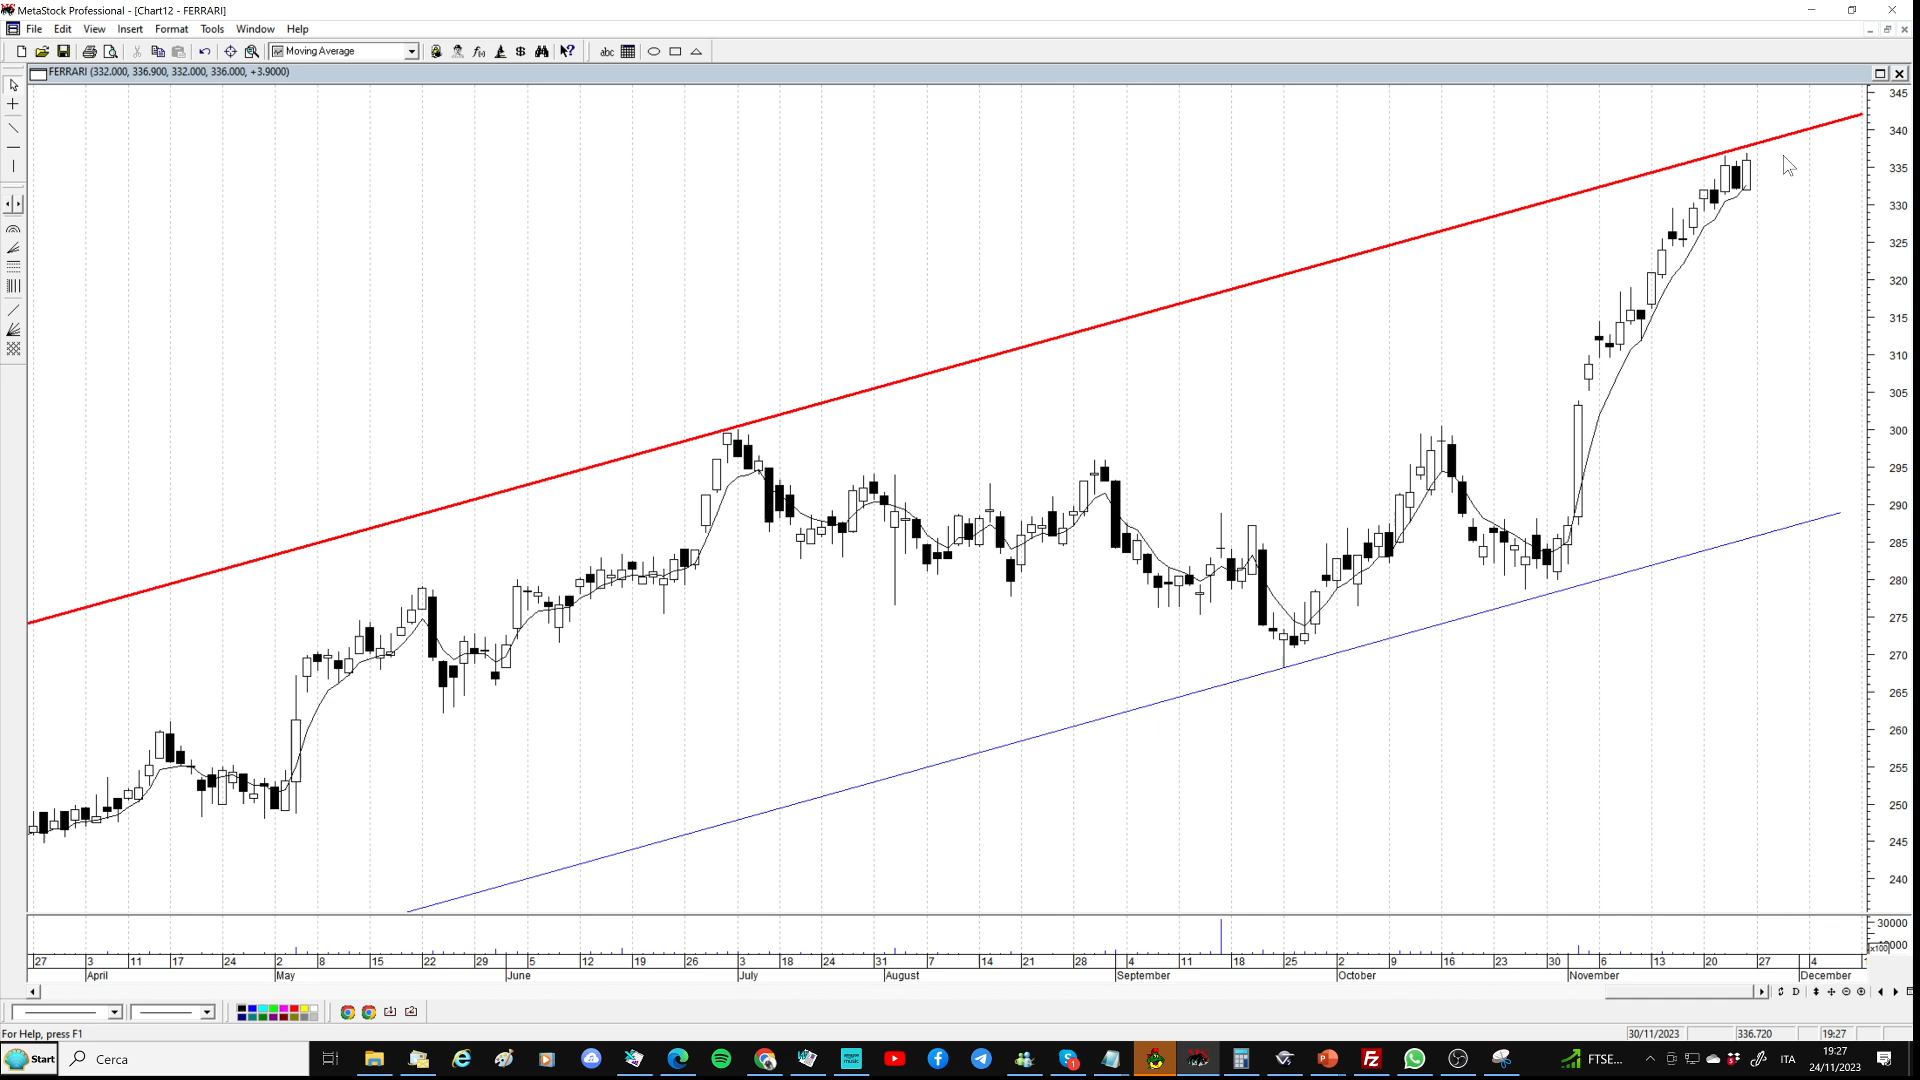 MetaStock Professional - [Chart12 - FERRARI]
File Edit View Insert Format Tools Window Help
Moving Average
abc
FERRARI (332.000, 336.900, 332.000, 336.000, +3.9000)
345
340
335
330
325
320
315
310
305
300
295
290
285
280
275
270
265
260
255
250
245
240
30000
x100
27 3 11 17 24 2 8 15 22 29 5 12 19 26 3 18 24 31 7 14 21 28 4 11 18 25 2 9 16 23 30 6 13 20 27 4
April May June July August September October November December
For Help, press F1
30/11/2023 336.720 19:27
Start
Cerca
FTSE...
ITA
19:27
24/11/2023